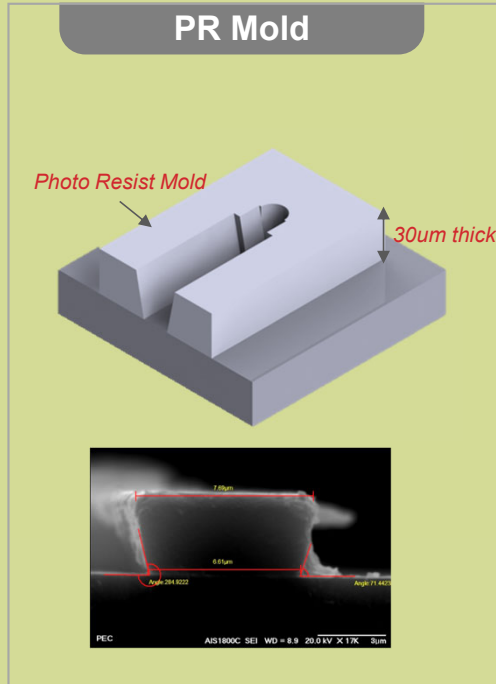 PR Mold
Photo Resist Mold
30um thick
7.69μm
6.61μm
Angle:284.9222
Angle:71.4423
PEC
AIS1800C SEI WD = 8.9 20.0 kV X 17K 3μm